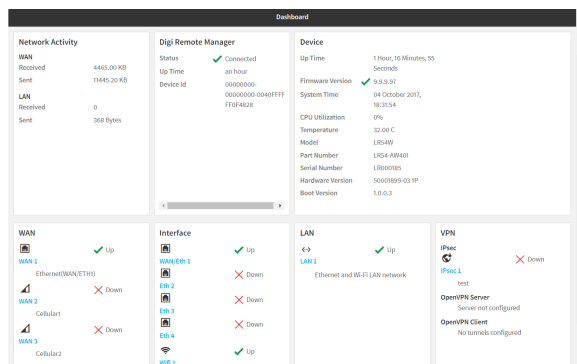 Dashboard
Network Activity
WAN
Received 4465.00 KB
Sent 11445.20 KB
LAN
Received 0
Sent 368 Bytes
Digi Remote Manager
Status Connected
Up Time an hour
Device Id 00000000-
00000000-0040FFFF
FF0F4828
Device
Up Time 1 Hour, 16 Minutes, 55
Seconds
Firmware Version 9.9.9.97
System Time 04 October 2017,
18:31:54
CPU Utilization 0%
Temperature 32.00 C
Model LR54W
Part Number LR54-AW401
Serial Number LR000185
Hardware Version 50001899-03 1P
Boot Version 1.0.0.3
WAN
Up
WAN 1
Ethernet(WAN/ETH1)
Down
WAN 2
Cellular1
Down
WAN 3
Cellular2
Interface
Up
WAN/Eth 1
Down
Eth 2
Down
Eth 3
Down
Eth 4
Up
Wifi 1
LAN
Up
LAN 1
Ethernet and Wi-Fi LAN network
VPN
IPsec
Down
IPsec 1
test
OpenVPN Server
Server not configured
OpenVPN Client
No tunnels configured